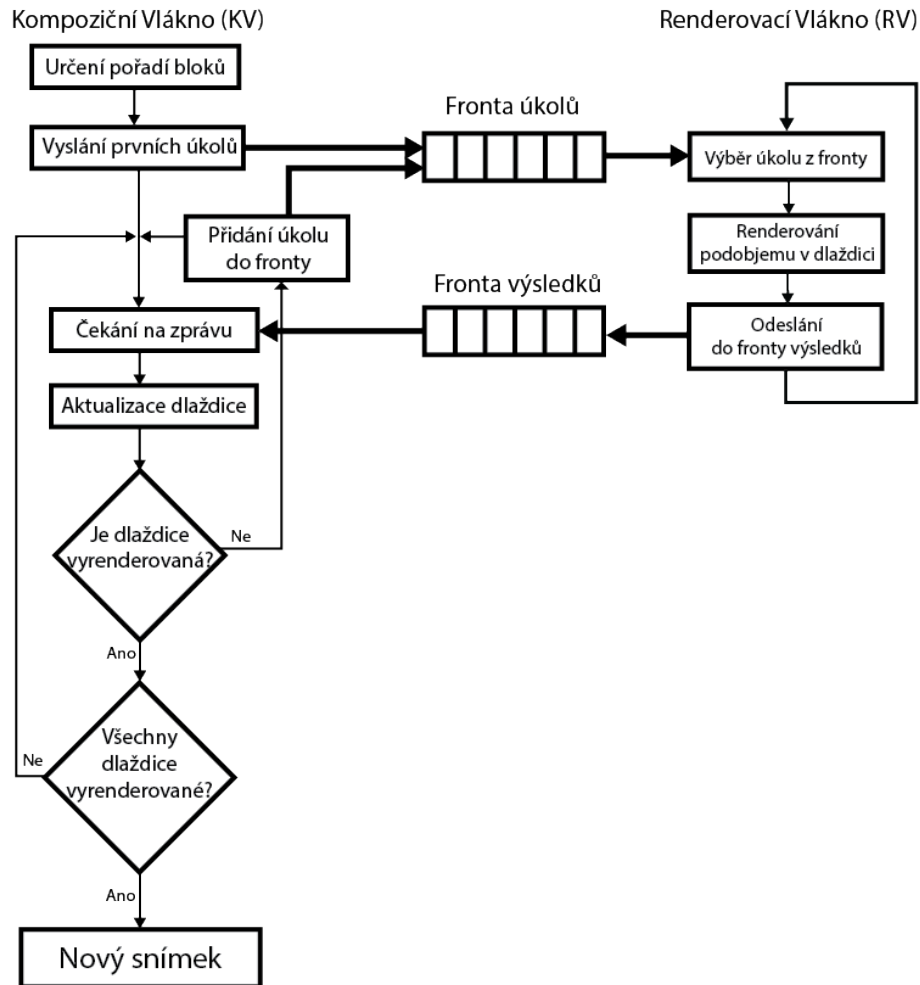 Kompoziční Vlákno (KV)
Renderovací Vlákno (RV)
Určení pořadí bloků
Vyslání prvních úkolů
Fronta úkolů
Výběr úkolu z fronty
Přidání úkolu
do fronty
Renderování
podobjemu v dlaždici
Fronta výsledků
Čekání na zprávu
Odeslání
do fronty výsledků
Aktualizace dlaždice
Je dlaždice
vyrenderovaná?
Ne
Ano
Všechny
dlaždice
vyrenderované?
Ne
Ano
Nový snímek